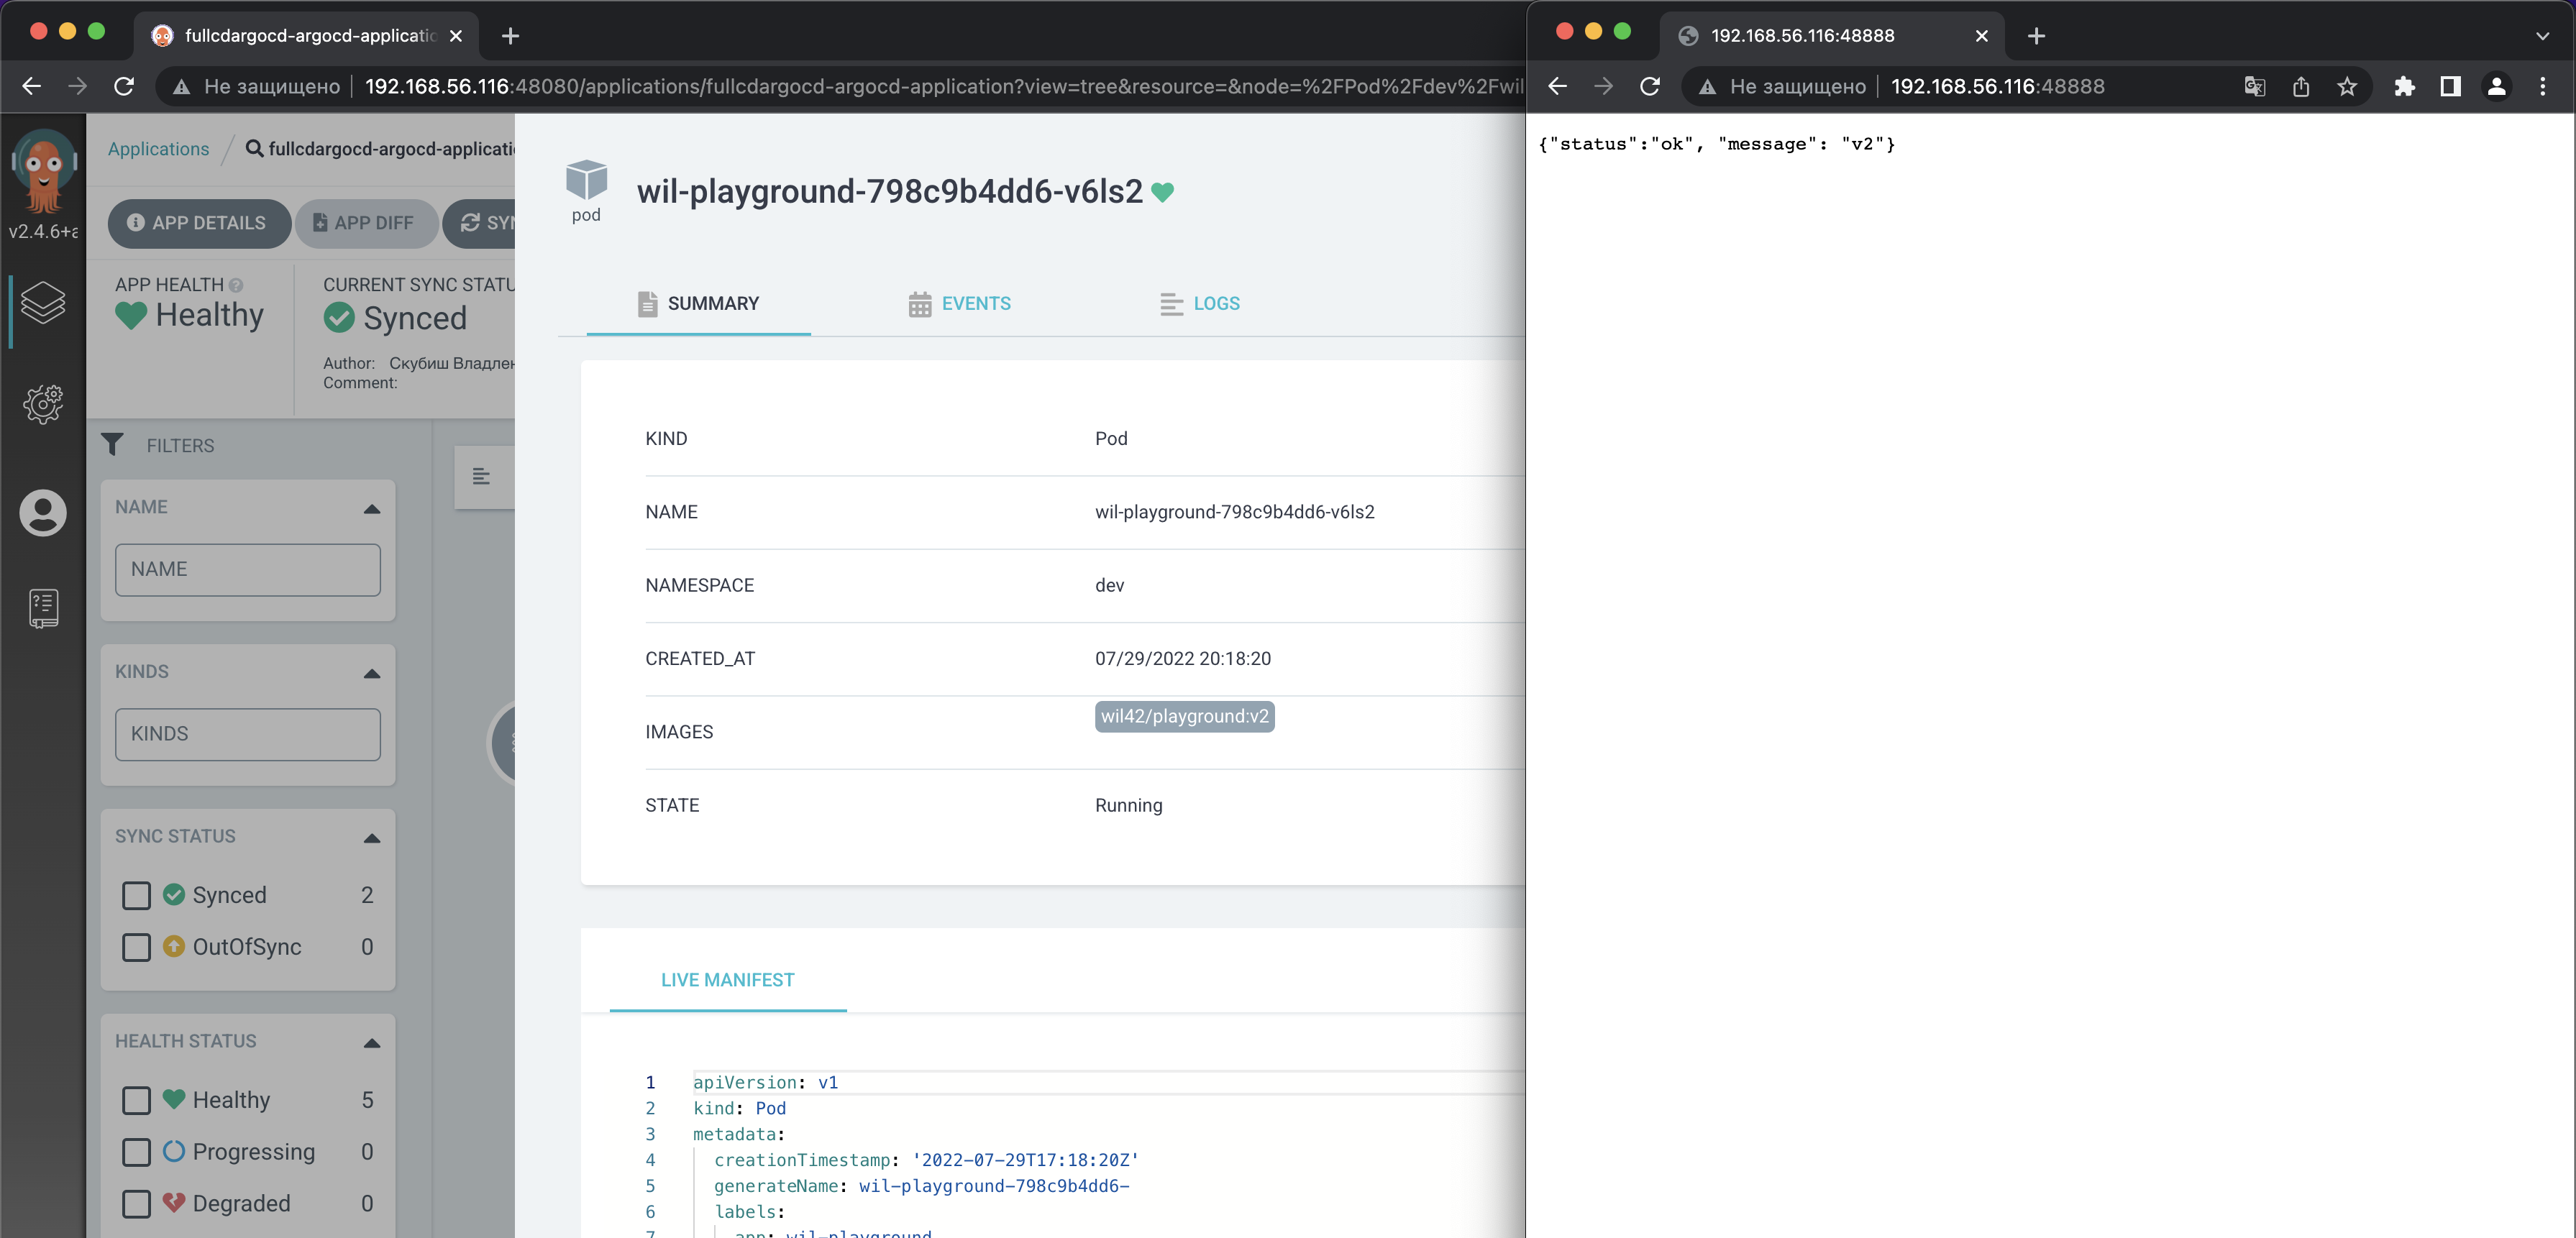 fullcdargocd-argocd-applicatio
Не защищено 192.168.56.116:48080/applications/fullcdargocd-argocd-application?view=tree&resource=&node=%2FPod%2Fdev%2Fwil
v2.4.6+a
Applications / fullcdargocd-argocd-applicati
APP DETAILS
APP DIFF
SYN
APP HEALTH
Healthy
CURRENT SYNC STATU
Synced
Author: Скубиш Владлен
Comment:
FILTERS
NAME
NAME
KINDS
KINDS
SYNC STATUS
Synced 2
OutOfSync 0
HEALTH STATUS
Healthy 5
Progressing 0
Degraded 0
pod
wil-playground-798c9b4dd6-v6ls2
SUMMARY
EVENTS
LOGS
KIND Pod
NAME wil-playground-798c9b4dd6-v6ls2
NAMESPACE dev
CREATED_AT 07/29/2022 20:18:20
IMAGES wil42/playground:v2
STATE Running
LIVE MANIFEST
1 apiVersion: v1
2 kind: Pod
3 metadata:
4 creationTimestamp: '2022-07-29T17:18:20Z'
5 generateName: wil-playground-798c9b4dd6-
6 labels:
7 app: wil-playground
192.168.56.116:48888
Не защищено 192.168.56.116:48888
{"status":"ok", "message": "v2"}